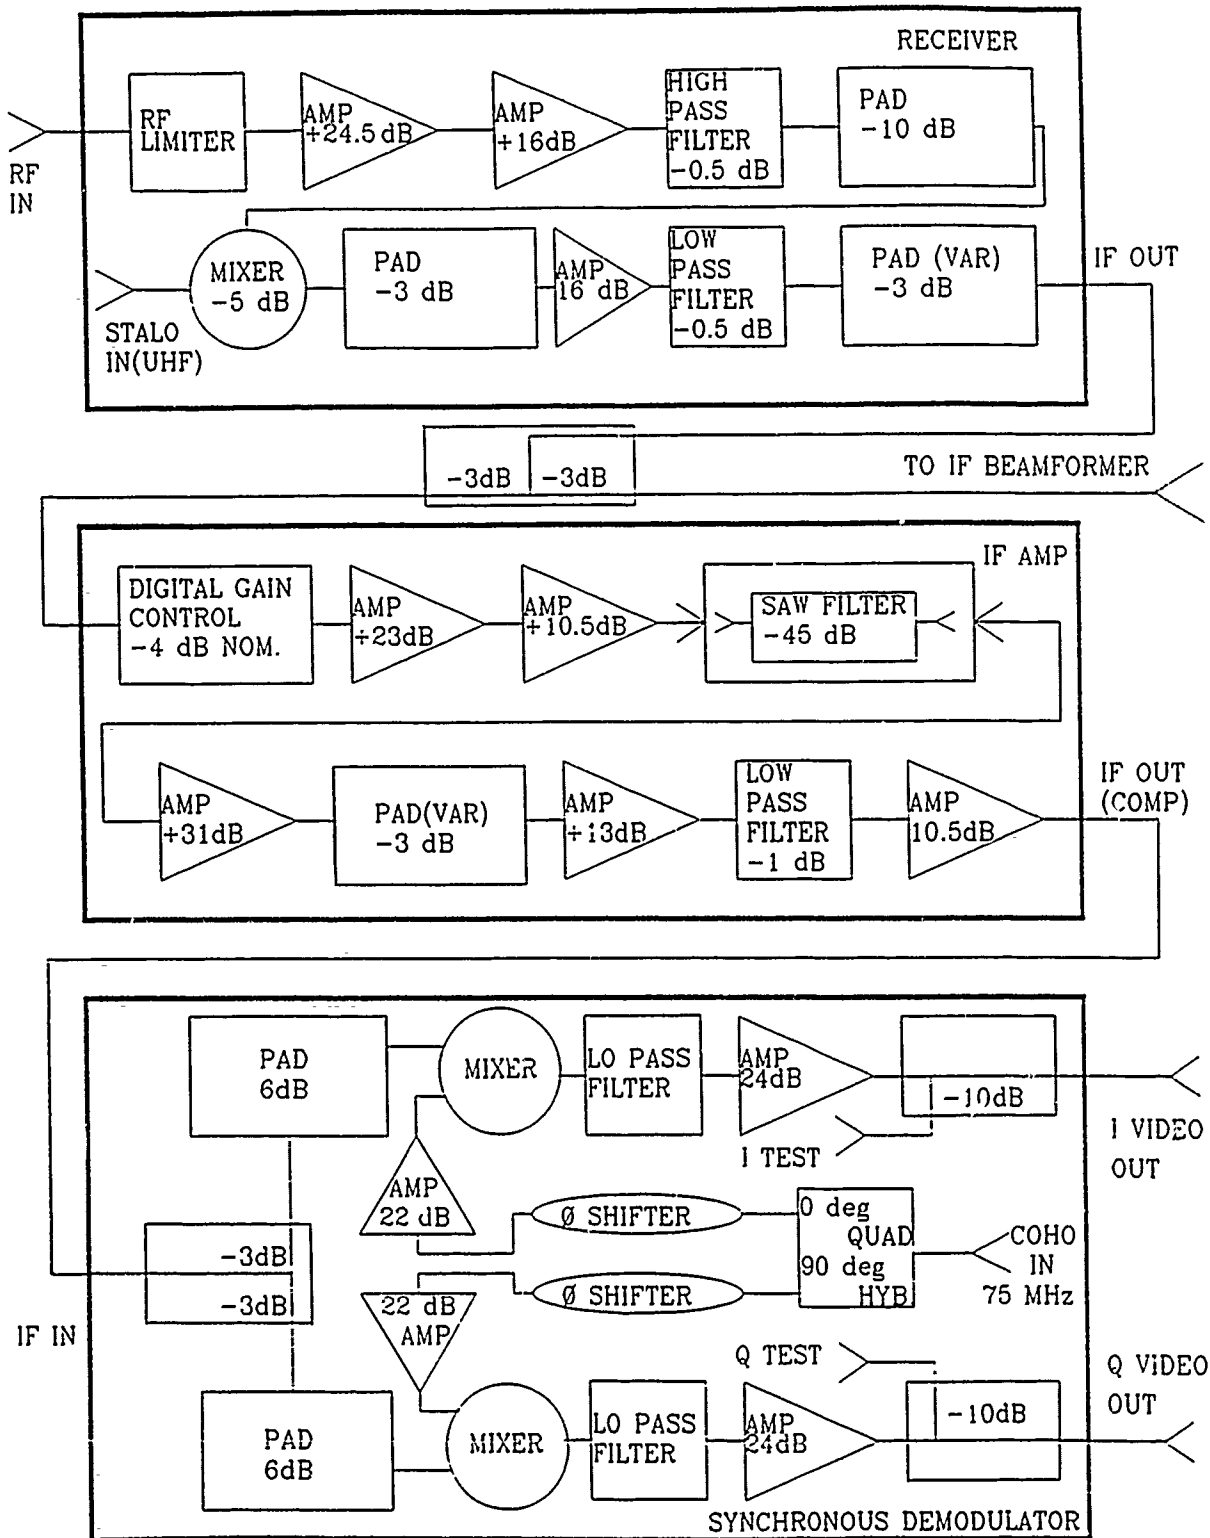 RECEIVER
RF
LIMITER
AMP
+24.5 dB
AMP
+16dB
HIGH
PASS
FILTER
-0.5 dB
PAD
-10 dB
RF
IN
MIXER
-5 dB
PAD
-3 dB
AMP
16 dB
LOW
PASS
FILTER
-0.5 dB
PAD (VAR)
-3 dB
IF OUT
STALO
IN(UHF)
-3dB
-3dB
TO IF BEAMFORMER
IF AMP
DIGITAL GAIN
CONTROL
-4 dB NOM.
AMP
+23dB
AMP
+10.5dB
SAW FILTER
-45 dB
AMP
+31dB
PAD(VAR)
-3 dB
AMP
+13dB
LOW
PASS
FILTER
-1 dB
AMP
10.5dB
IF OUT
(COMP)
PAD
6dB
MIXER
LO PASS
FILTER
AMP
24dB
-10dB
I TEST
I VIDEO
OUT
AMP
22 dB
Ø SHIFTER
0 deg
QUAD
90 deg
HYB
COHO
IN
75 MHz
-3dB
-3dB
22 dB
AMP
Ø SHIFTER
IF IN
Q TEST
Q VIDEO
OUT
PAD
6dB
MIXER
LO PASS
FILTER
AMP
24dB
-10dB
SYNCHRONOUS DEMODULATOR